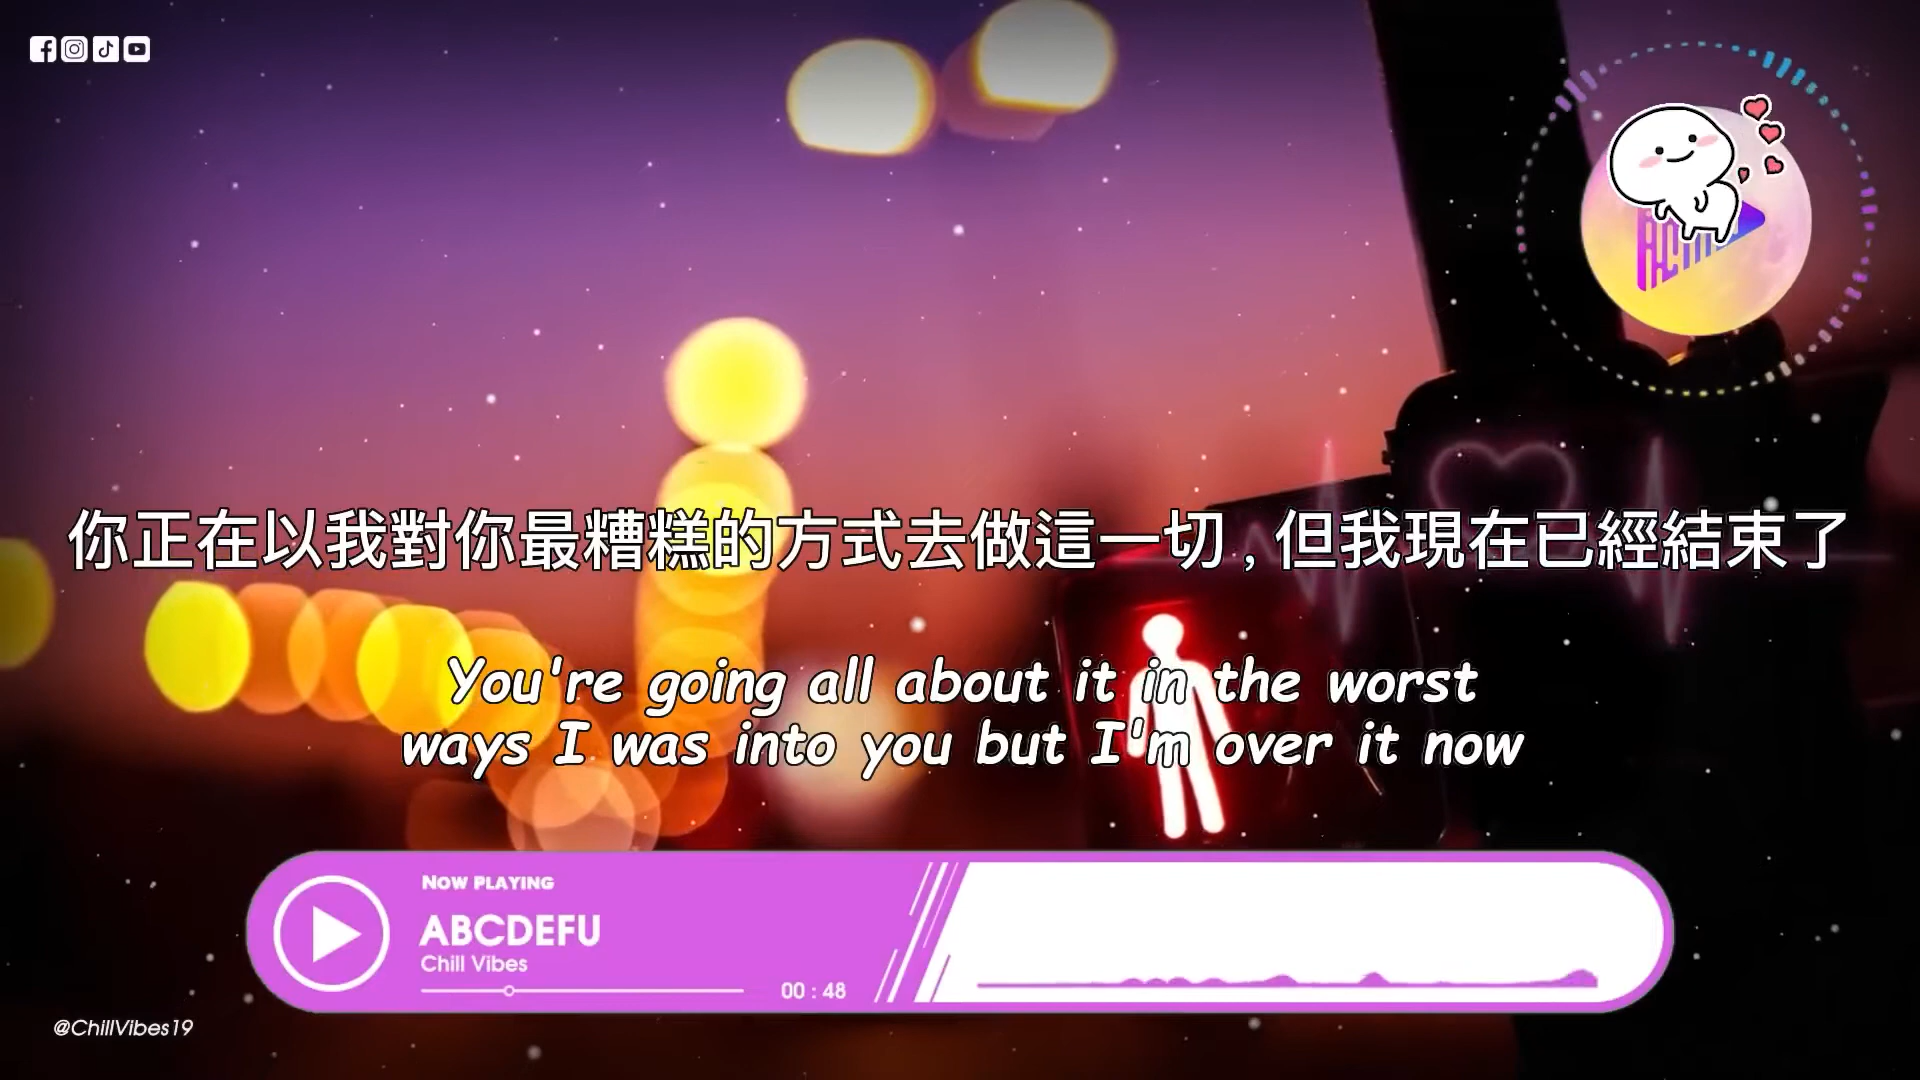 你正在以我對你最糟糕的方式去做這一切, 但我現在已經結束了
You're going all about it in the worst
ways I was into you but I'm over it now
NOW PLAYING
ABCDEFU
Chill Vibes
00 : 48
@ChillVibes19